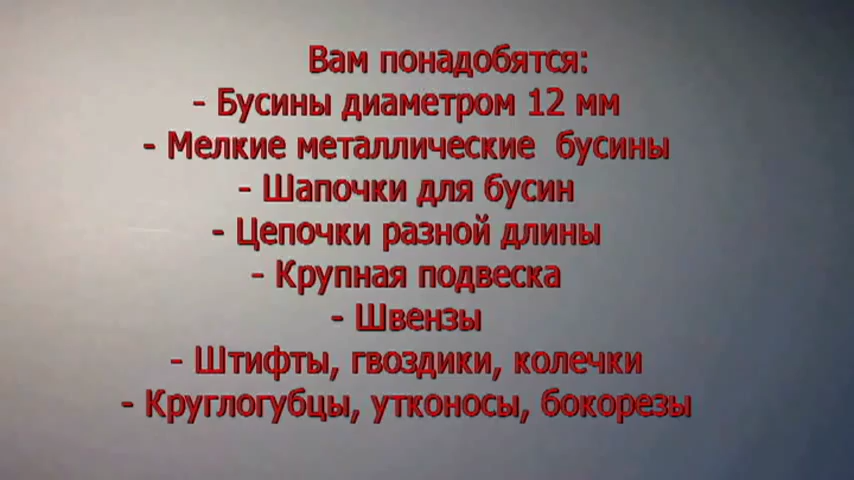 Вам понадобятся:
- Бусины диаметром 12 мм
- Мелкие металлические бусины
- Шапочки для бусин
- Цепочки разной длины
- Крупная подвеска
- Швензы
- Штифты, гвоздики, колечки
- Круглогубцы, утконосы, бокорезы